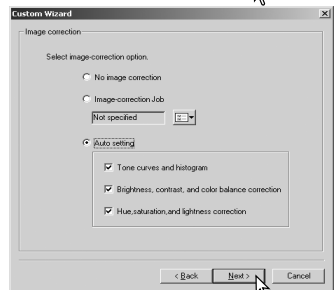 Custom Wizard
Image correction
Select image-correction option.
No image correction
Image-correction Job
Not specified
Auto setting
Tone curves and histogram
Brightness, contrast, and color balance correction
Hue,saturation,and lightness correction
< Back Next > Cancel